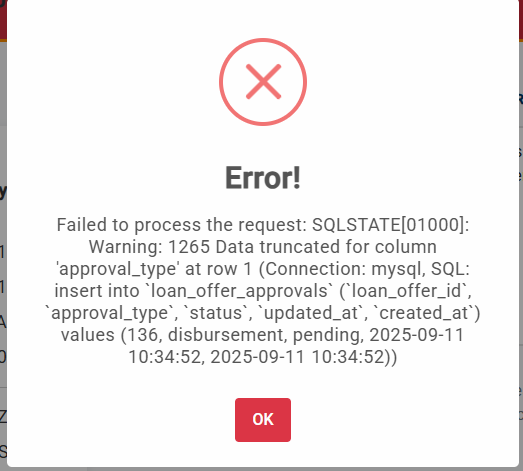 Error!
Failed to process the request: SQLSTATE[01000]:
Warning: 1265 Data truncated for column
'approval_type' at row 1 (Connection: mysql, SQL:
insert into `loan_offer_approvals` (`loan_offer_id`,
`approval_type`, `status`, `updated_at`, `created_at`)
values (136, disbursement, pending, 2025-09-11
10:34:52, 2025-09-11 10:34:52))
OK